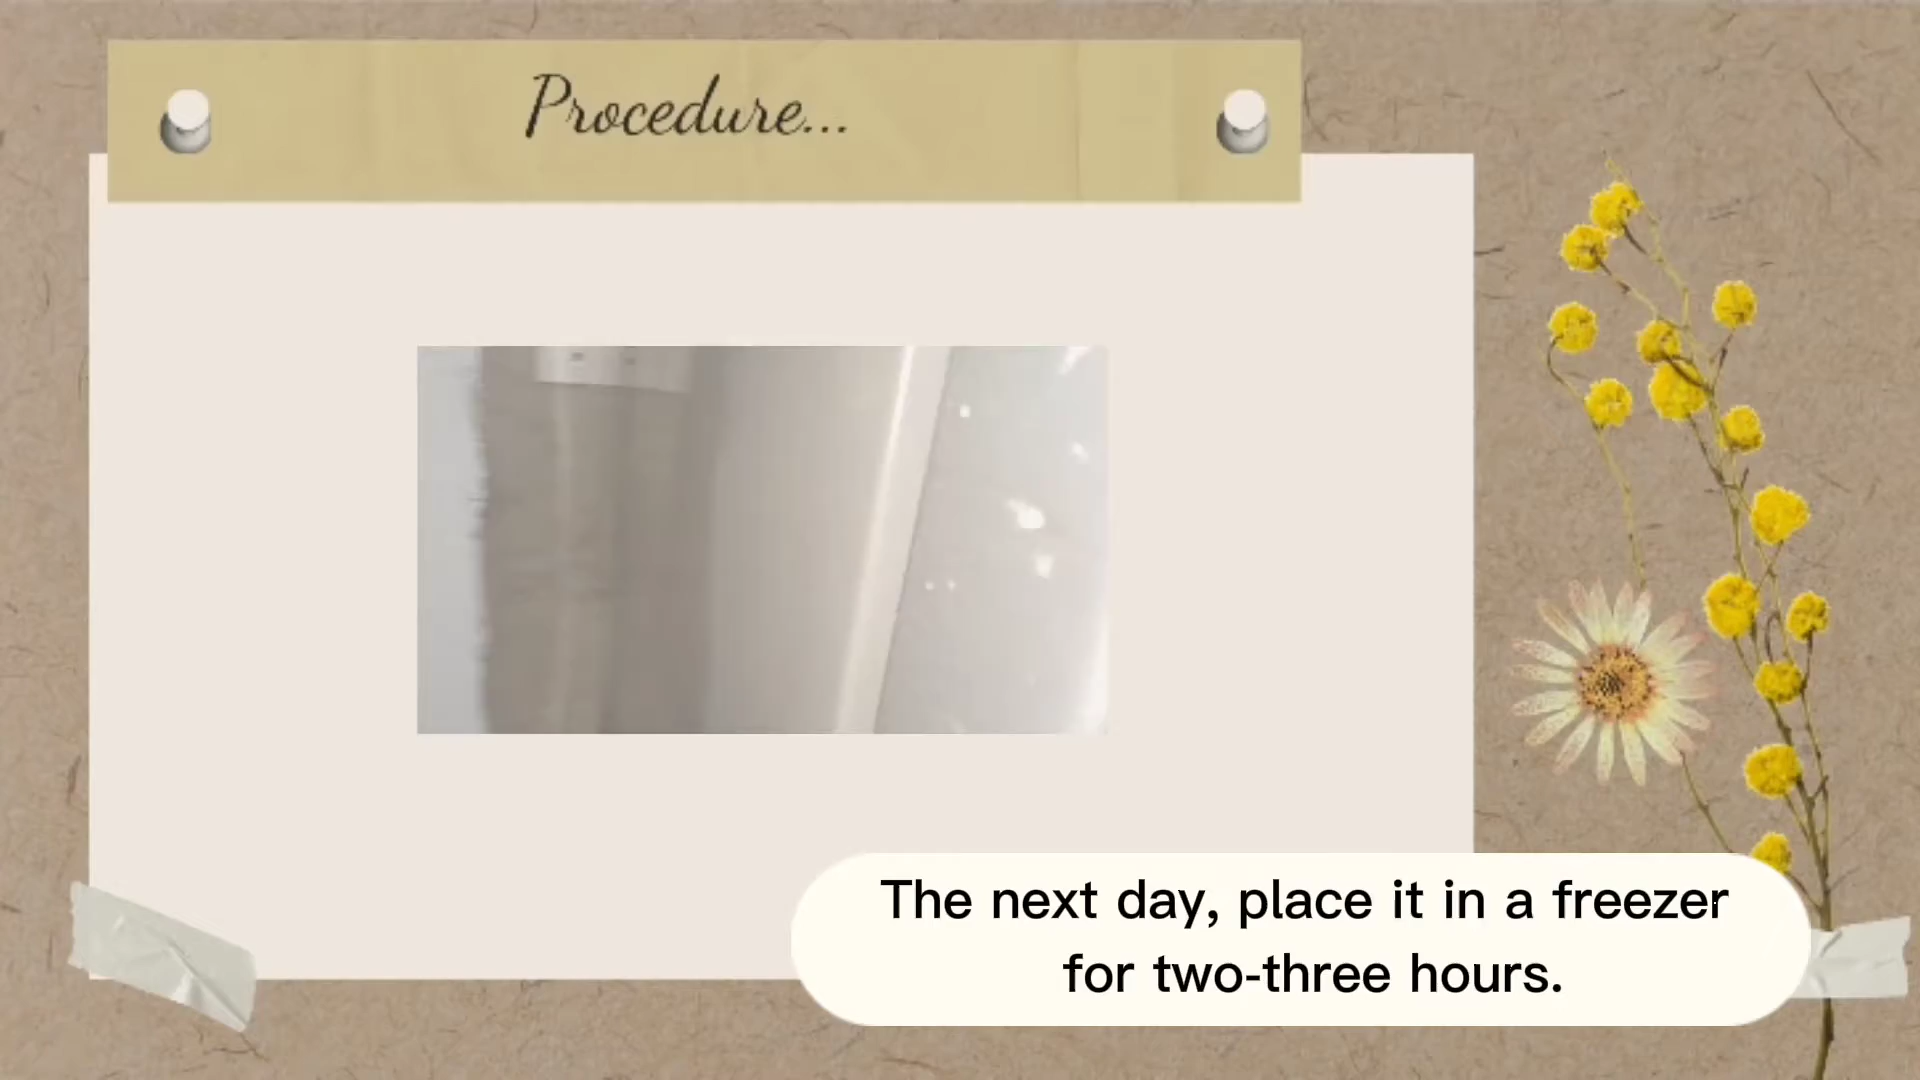 Procedure...
The next day, place it in a freezer
for two-three hours.